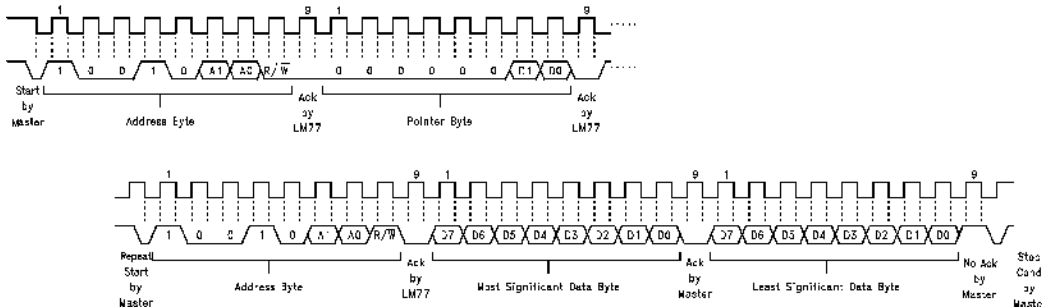 1 9 1 9
1 0 0 1 0 A1 A0 R/W 0 0 0 0 0 0 D1 D0
Start by Master
Address Byte
Ack by LM77
Pointer Byte
Ack by LM77
1 9 1 9 1 9
1 0 0 1 0 A1 A0 R/W D7 D6 D5 D4 D3 D2 D1 D0 D7 D6 D5 D4 D3 D2 D1 D0
Repeat Start by Master
Address Byte
Ack by LM77
Most Significant Data Byte
Ack by Master
Least Significant Data Byte
No Ack by Master
Stop Cond by